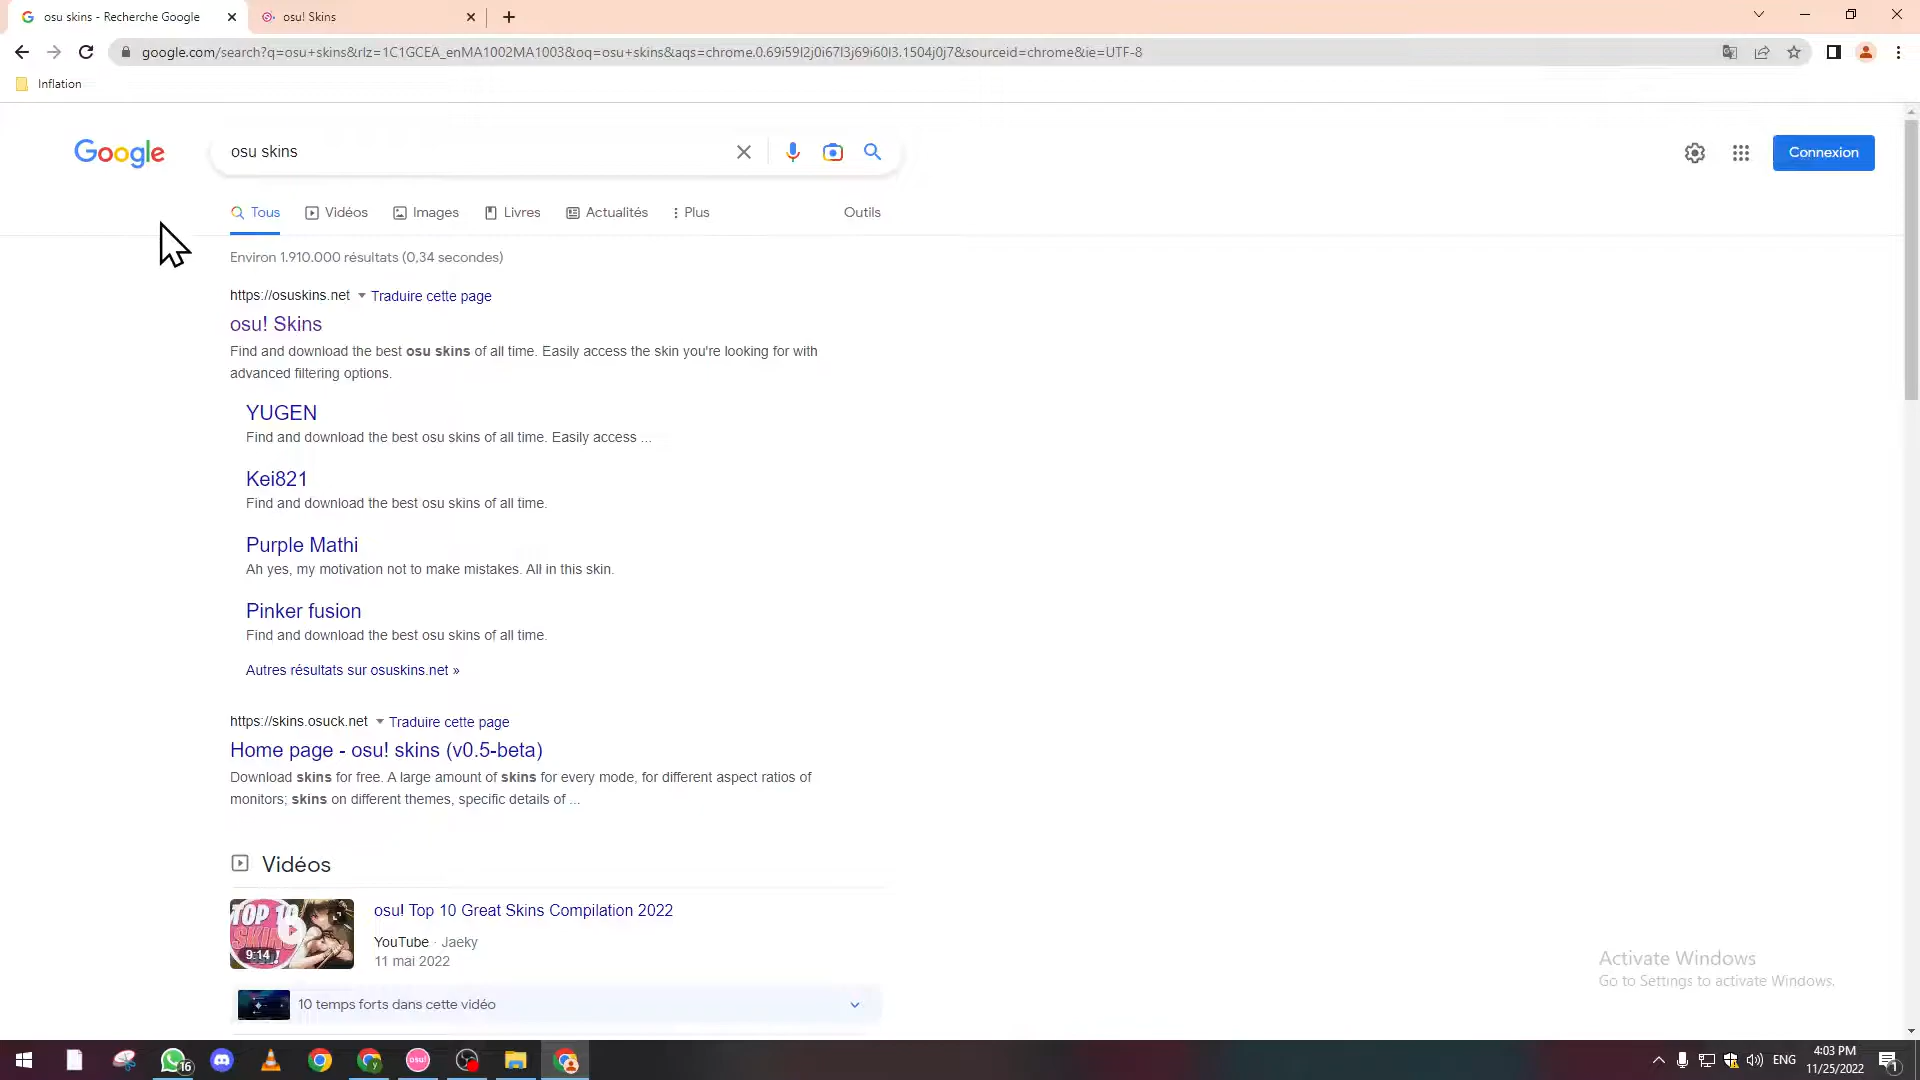 osu skins - Recherche Google
osu! Skins
google.com/search?q=osu+skins&rlz=1C1GCEA_enMA1002MA1003&oq=osu+skins&aqs=chrome.0.69i59l2j0i67l3j69i60l3.1504j0j7&sourceid=chrome&ie=UTF-8
Inflation
Google
osu skins
Connexion
Tous
Vidéos
Images
Livres
Actualités
Plus
Outils
Environ 1.910.000 résultats (0,34 secondes)
https://osuskins.net Traduire cette page
osu! Skins
Find and download the best osu skins of all time. Easily access the skin you're looking for with
advanced filtering options.
YUGEN
Find and download the best osu skins of all time. Easily access ...
Kei821
Find and download the best osu skins of all time.
Purple Mathi
Ah yes, my motivation not to make mistakes. All in this skin.
Pinker fusion
Find and download the best osu skins of all time.
Autres résultats sur osuskins.net »
https://skins.osuck.net Traduire cette page
Home page - osu! skins (v0.5-beta)
Download skins for free. A large amount of skins for every mode, for different aspect ratios of
monitors; skins on different themes, specific details of ...
Vidéos
TOP 10
SKINS
9:14
osu! Top 10 Great Skins Compilation 2022
YouTube · Jaeky
11 mai 2022
10 temps forts dans cette vidéo
Activate Windows
Go to Settings to activate Windows.
16
osu!
ENG
4:03 PM
11/25/2022
1